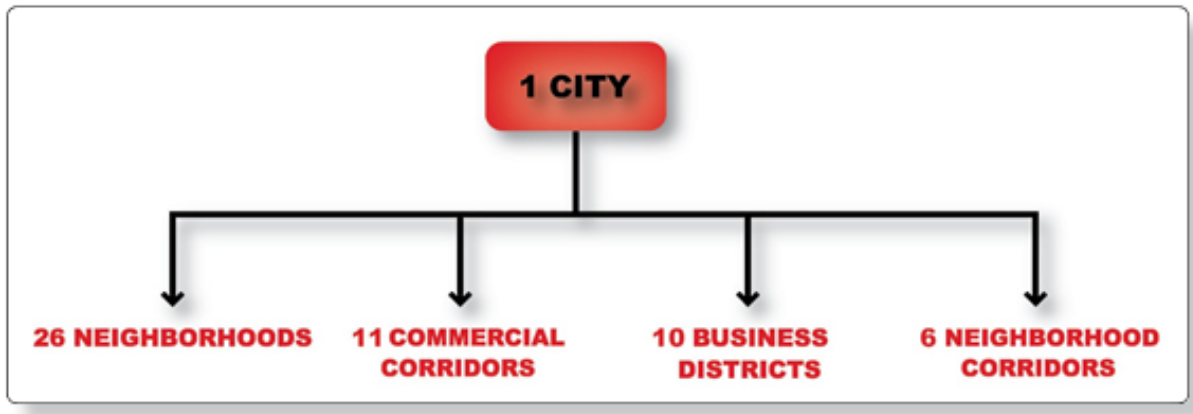 1 CITY
26 NEIGHBORHOODS
11 COMMERCIAL
CORRIDORS
10 BUSINESS
DISTRICTS
6 NEIGHBORHOOD
CORRIDORS